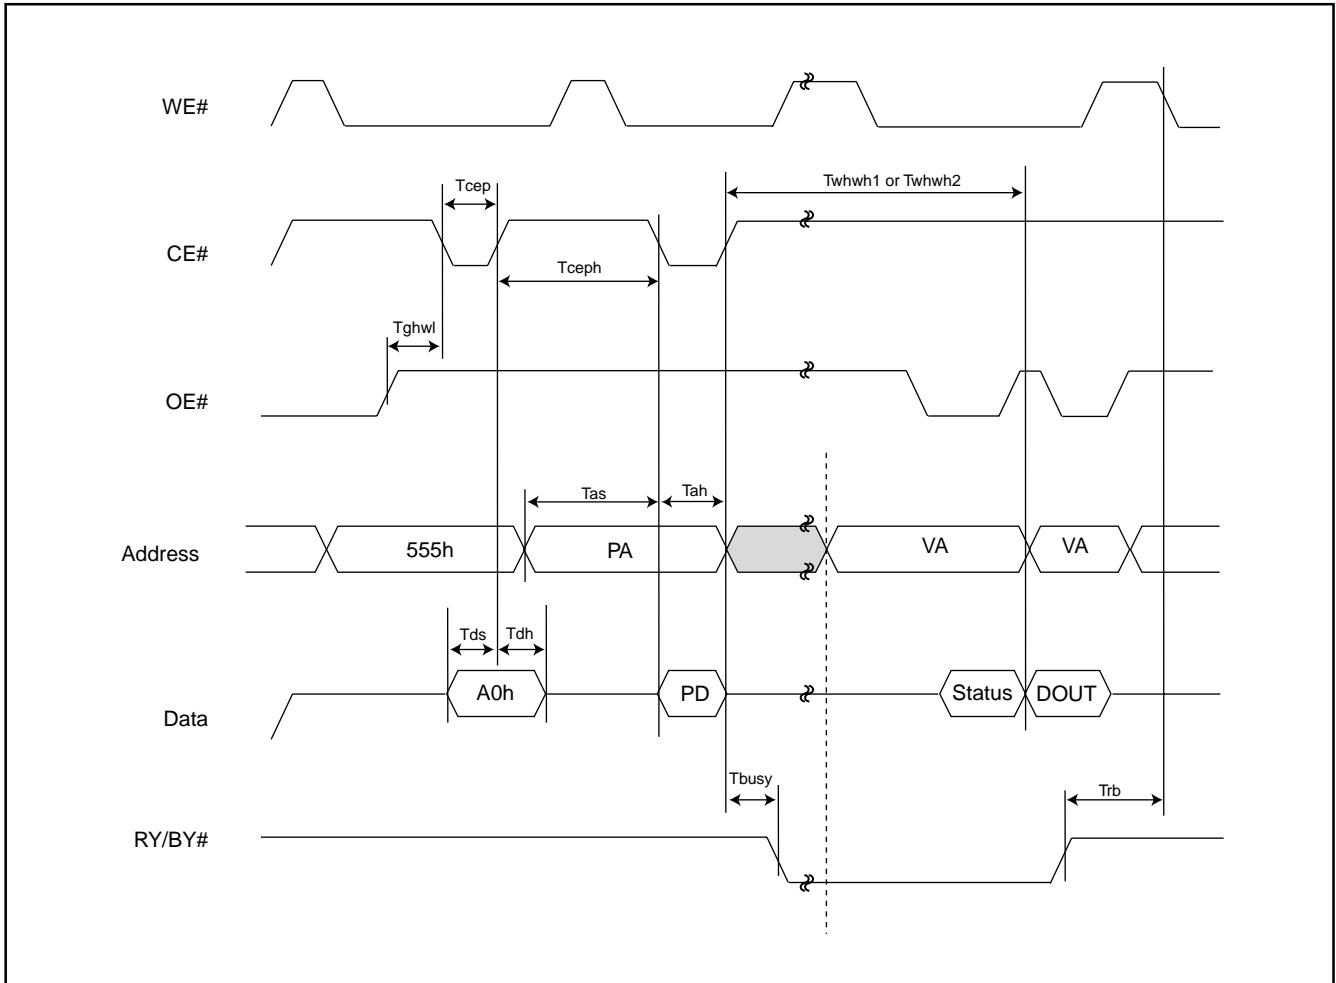 WE#
Tcep
Twhwh1 or Twhwh2
CE#
Tceph
Tghwl
OE#
Tas
Tah
Address
555h
PA
VA
VA
Tds
Tdh
Data
A0h
PD
Status
DOUT
Tbusy
Trb
RY/BY#